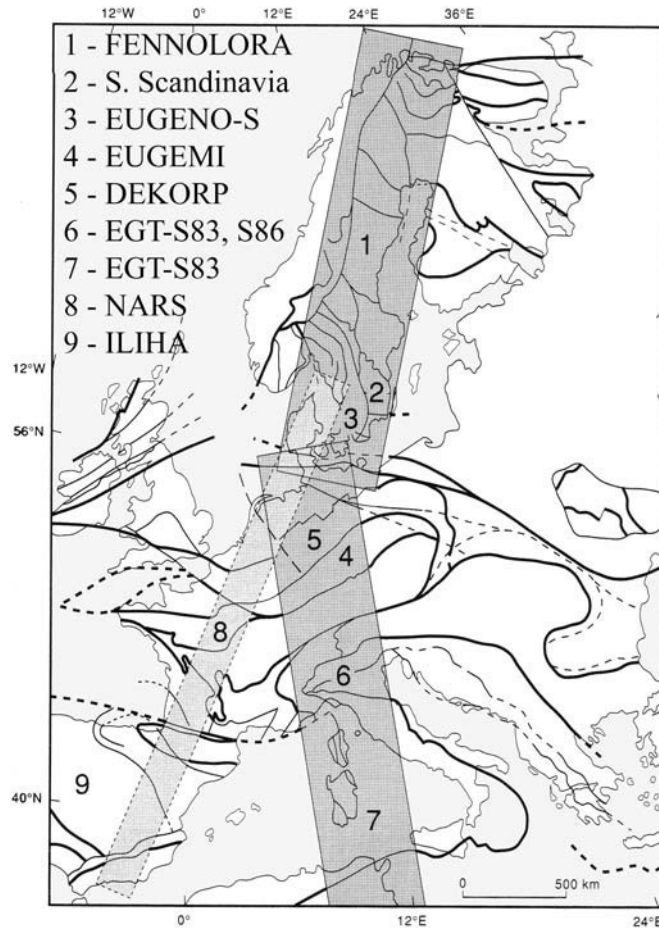 12°W 0° 12°E 24°E 36°E
1 - FENNOLORA
2 - S. Scandinavia
3 - EUGENO-S
4 - EUGEMI
5 - DEKORP
6 - EGT-S83, S86
7 - EGT-S83
8 - NARS
9 - ILIHA
1
12°W
2
3
56°N
5
4
8
6
9
40°N
7
0 500 km
0° 12°E 24°E